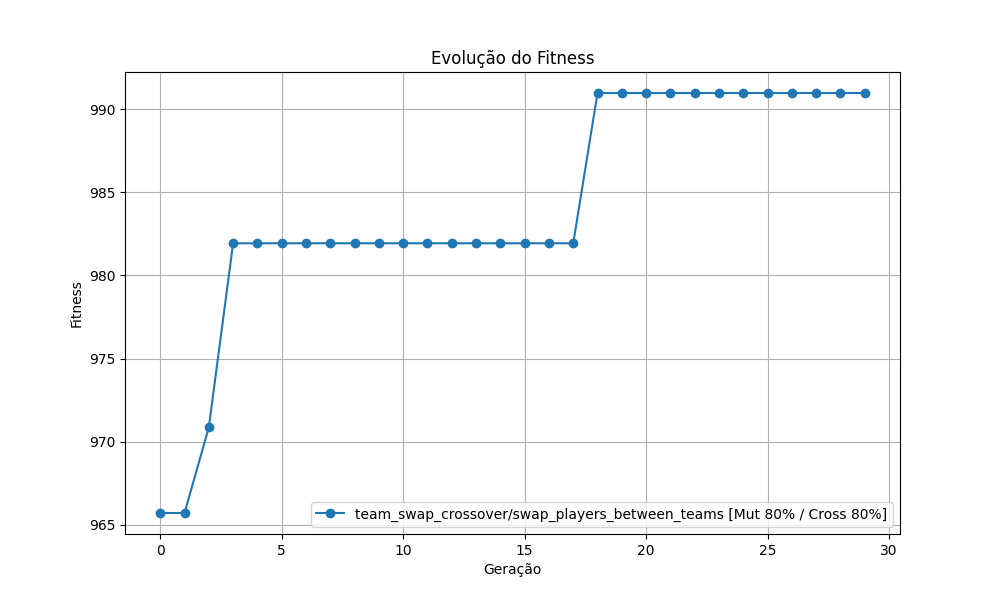 Evolução do Fitness
Fitness
990
985
980
975
970
965
team_swap_crossover/swap_players_between_teams [Mut 80% / Cross 80%]
0 5 10 15 20 25 30
Geração